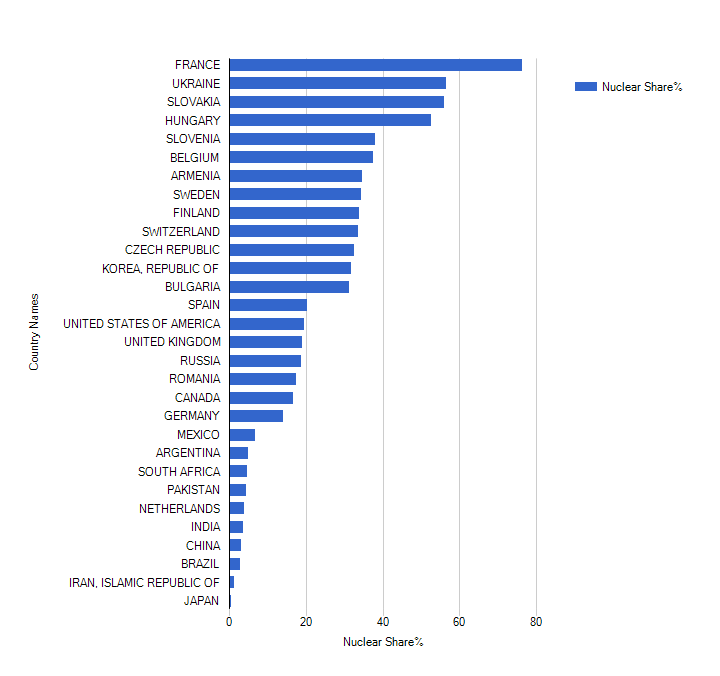 FRANCE
UKRAINE
SLOVAKIA
HUNGARY
SLOVENIA
BELGIUM
ARMENIA
SWEDEN
FINLAND
SWITZERLAND
CZECH REPUBLIC
KOREA, REPUBLIC OF
BULGARIA
SPAIN
UNITED STATES OF AMERICA
UNITED KINGDOM
RUSSIA
ROMANIA
CANADA
GERMANY
MEXICO
ARGENTINA
SOUTH AFRICA
PAKISTAN
NETHERLANDS
INDIA
CHINA
BRAZIL
IRAN, ISLAMIC REPUBLIC OF
JAPAN
Country Names
0 20 40 60 80
Nuclear Share%
Nuclear Share%